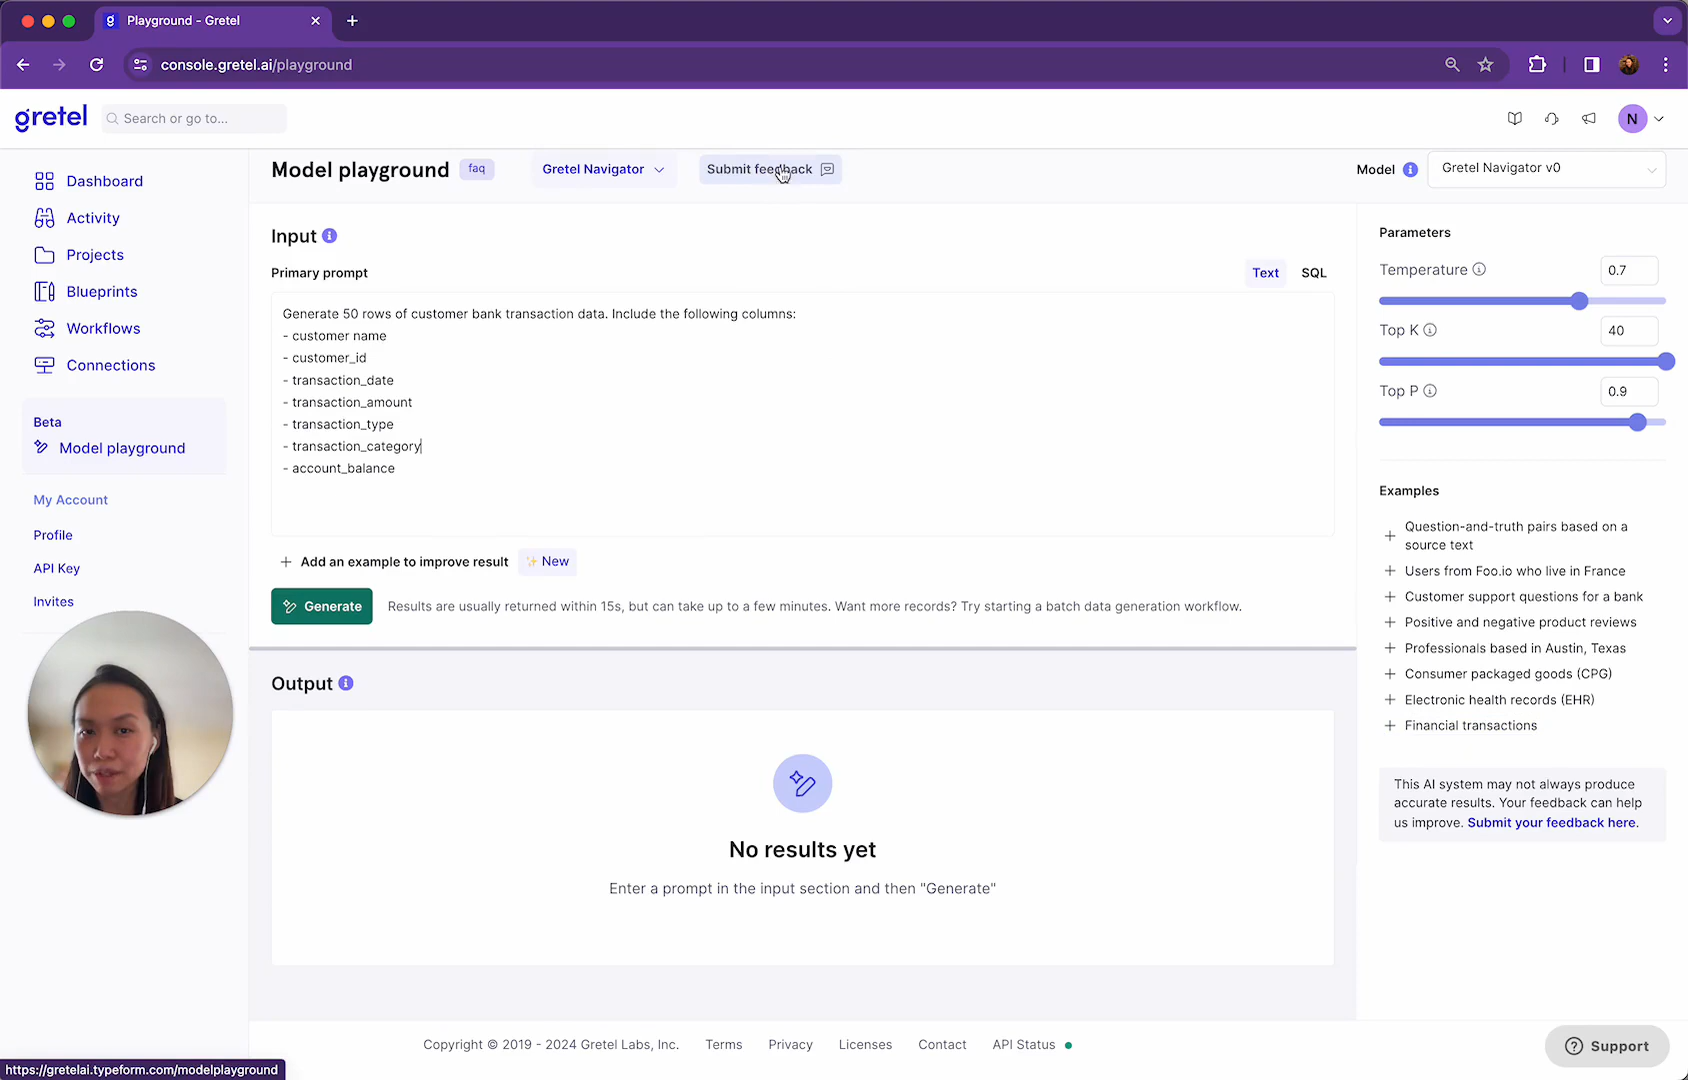 Playground - Gretel
console.gretel.ai/playground
gretel
Search or go to...
N
Dashboard
Activity
Projects
Blueprints
Workflows
Connections
Beta
Model playground
My Account
Profile
API Key
Invites
Model playground
faq
Gretel Navigator
Submit feedback
Model
Gretel Navigator v0
Input
Primary prompt
Text
SQL
Generate 50 rows of customer bank transaction data. Include the following columns:
- customer name
- customer_id
- transaction_date
- transaction_amount
- transaction_type
- transaction_category
- account_balance
Add an example to improve result
New
Generate
Results are usually returned within 15s, but can take up to a few minutes. Want more records? Try starting a batch data generation workflow.
Output
No results yet
Enter a prompt in the input section and then "Generate"
Parameters
Temperature
0.7
Top K
40
Top P
0.9
Examples
Question-and-truth pairs based on a
source text
Users from Foo.io who live in France
Customer support questions for a bank
Positive and negative product reviews
Professionals based in Austin, Texas
Consumer packaged goods (CPG)
Electronic health records (EHR)
Financial transactions
This AI system may not always produce
accurate results. Your feedback can help
us improve. Submit your feedback here.
Copyright © 2019 - 2024 Gretel Labs, Inc.
Terms
Privacy
Licenses
Contact
API Status
Support
https://gretelai.typeform.com/modelplayground